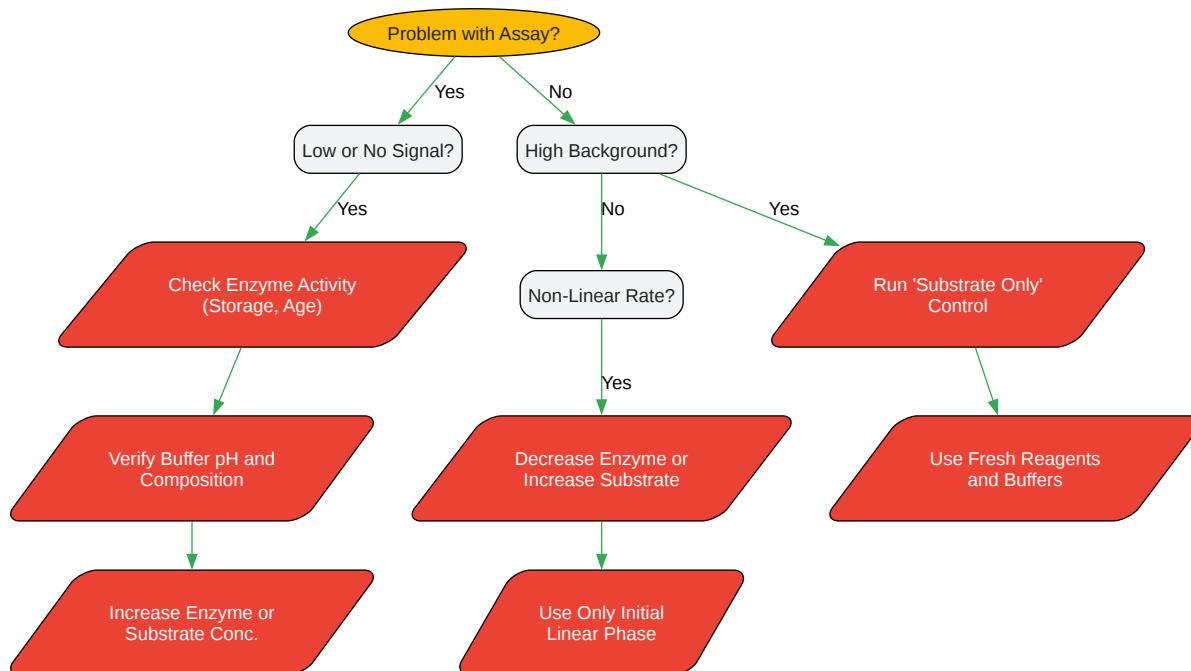 Problem with Assay?
Yes
No
Low or No Signal?
High Background?
Yes
No
Yes
Check Enzyme Activity
(Storage, Age)
Non-Linear Rate?
Run 'Substrate Only'
Control
Yes
Verify Buffer pH and
Composition
Decrease Enzyme or
Increase Substrate
Use Fresh Reagents
and Buffers
Increase Enzyme or
Substrate Conc.
Use Only Initial
Linear Phase